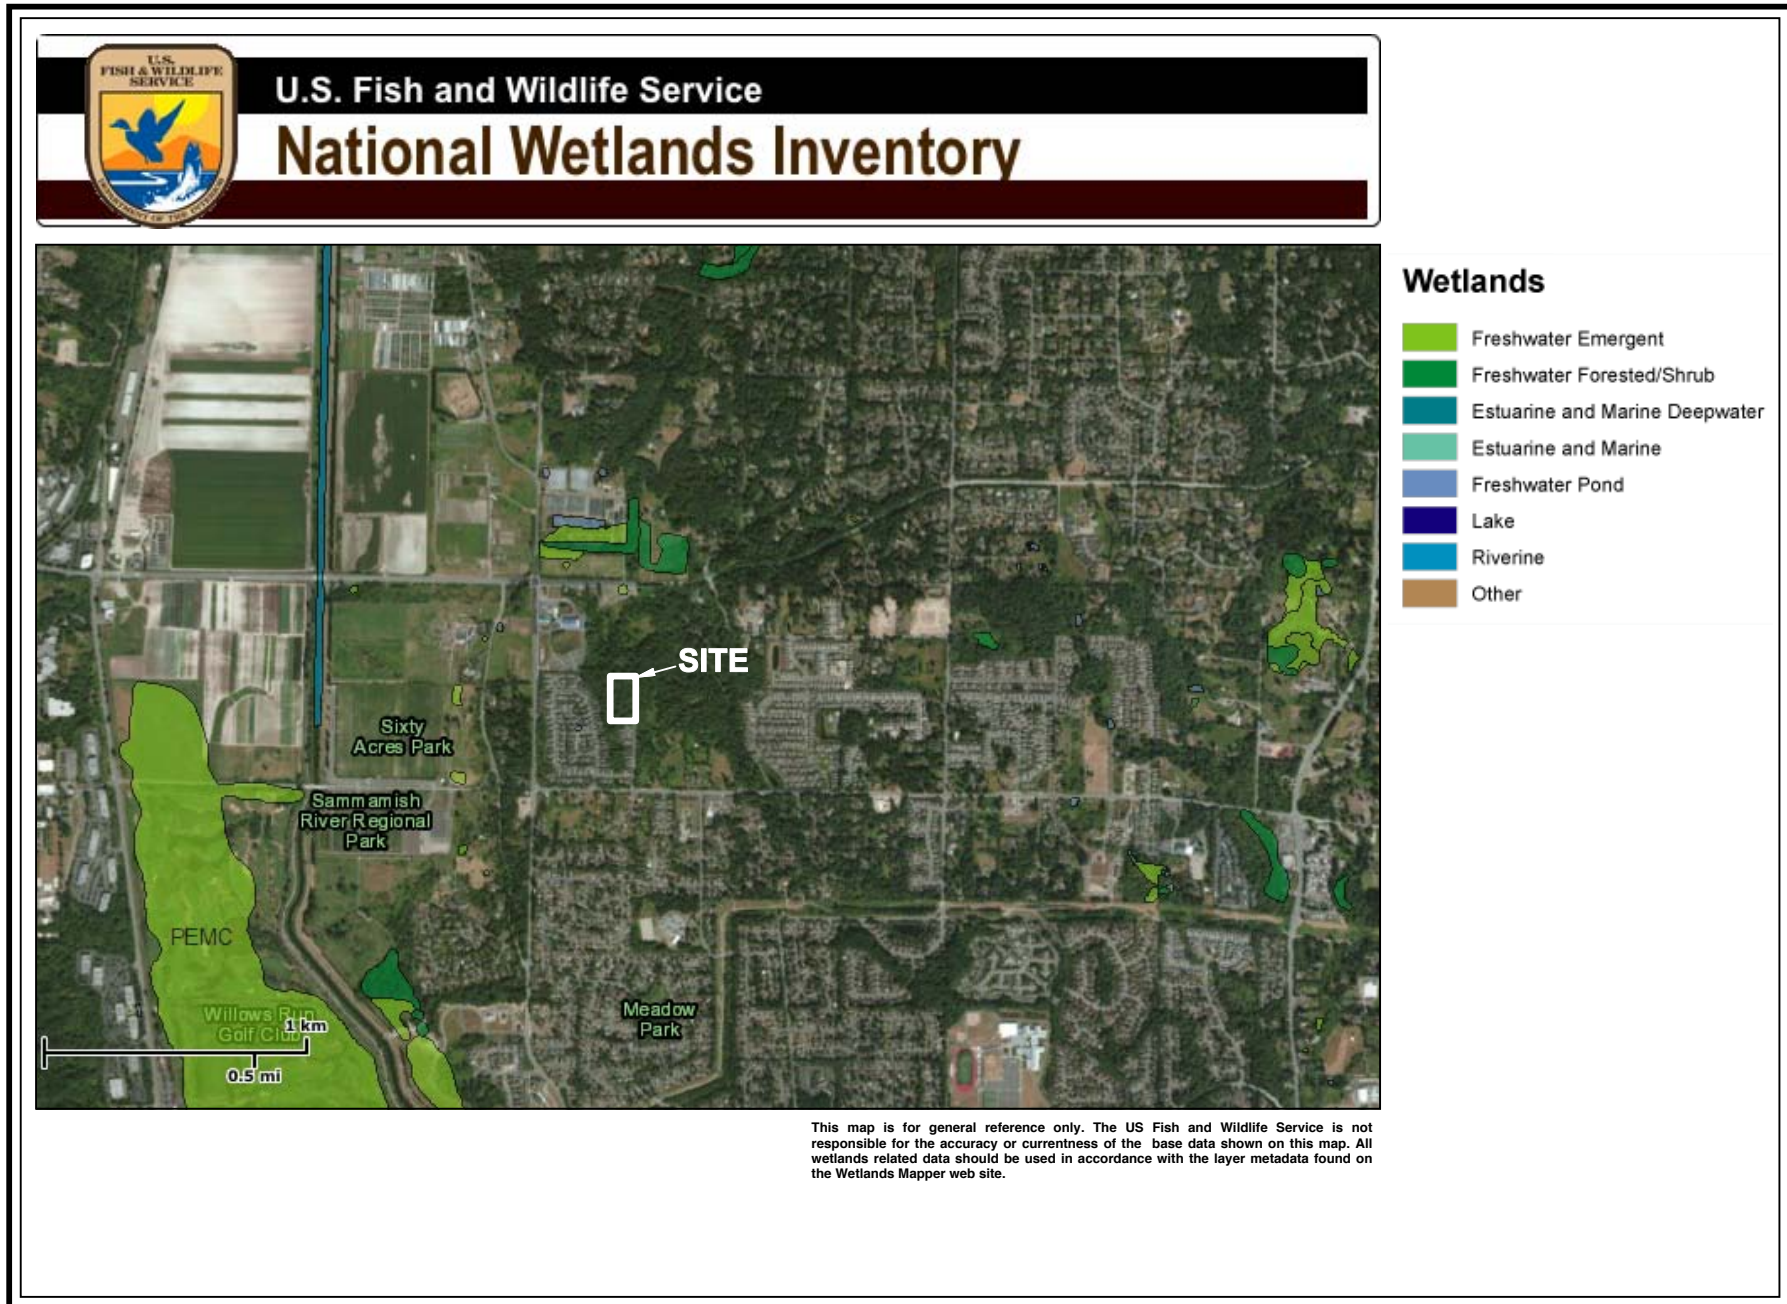 U.S.
FISH & WILDLIFE
SERVICE
DEPARTMENT OF THE INTERIOR
U.S. Fish and Wildlife Service
National Wetlands Inventory
Wetlands
Freshwater Emergent
Freshwater Forested/Shrub
Estuarine and Marine Deepwater
Estuarine and Marine
Freshwater Pond
Lake
Riverine
Other
SITE
Sixty
Acres Park
Sammamish
River Regional
Park
PEMC
Willows Run
Golf Club
1 km
0.5 mi
Meadow
Park
This map is for general reference only. The US Fish and Wildlife Service is not
responsible for the accuracy or currentness of the base data shown on this map. All
wetlands related data should be used in accordance with the layer metadata found on
the Wetlands Mapper web site.